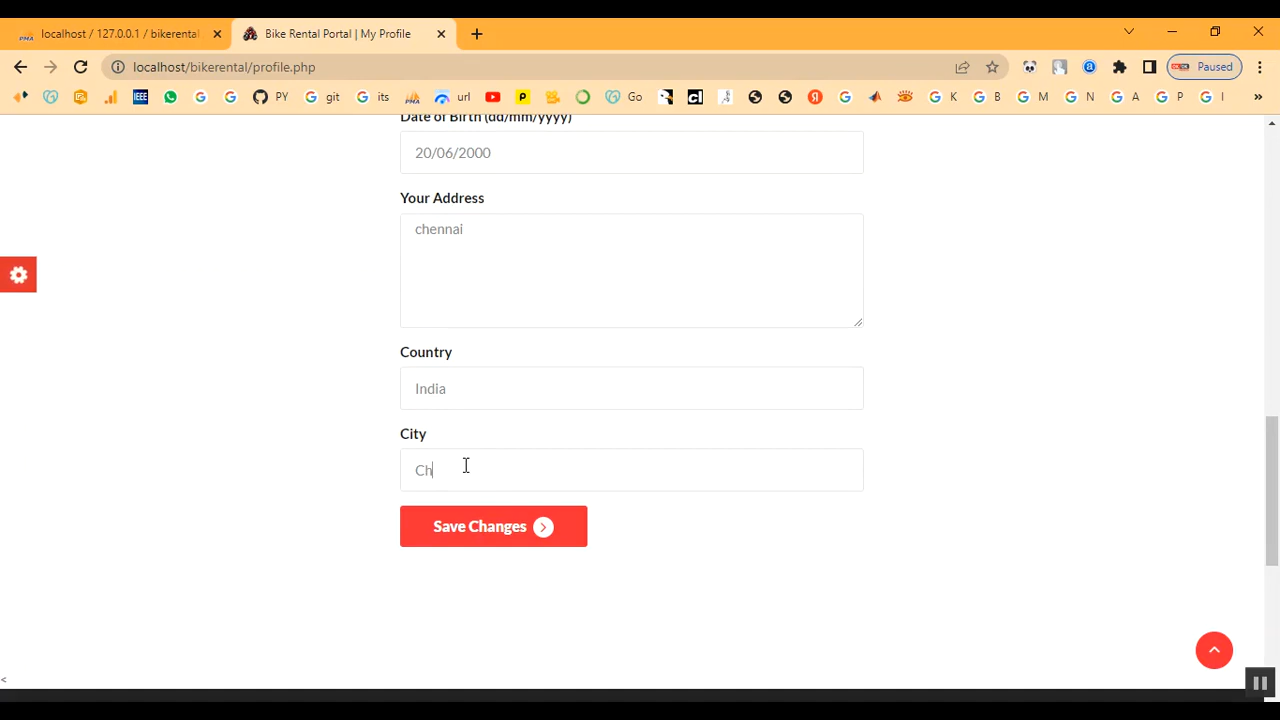 localhost / 127.0.0.1 / bikerental
Bike Rental Portal | My Profile
localhost/bikerental/profile.php
Paused
IEEE
PY
git
its
url
Go
K
B
M
N
A
P
I
Date of Birth (dd/mm/yyyy)
20/06/2000
Your Address
chennai
Country
India
City
Ch
Save Changes
<